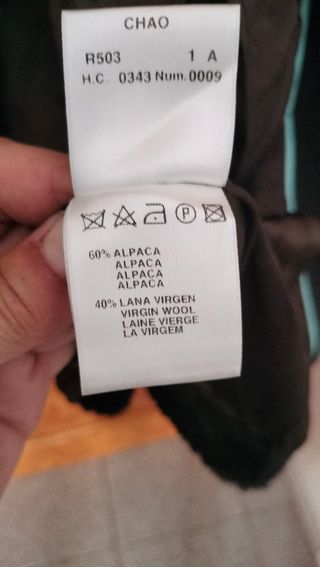 CHAO
R503 1 A
H.C. 0343 Num. 0009
P
60% ALPACA
ALPACA
ALPACA
ALPACA
40% LANA VIRGEN
VIRGIN WOOL
LAINE VIERGE
LA VIRGEM